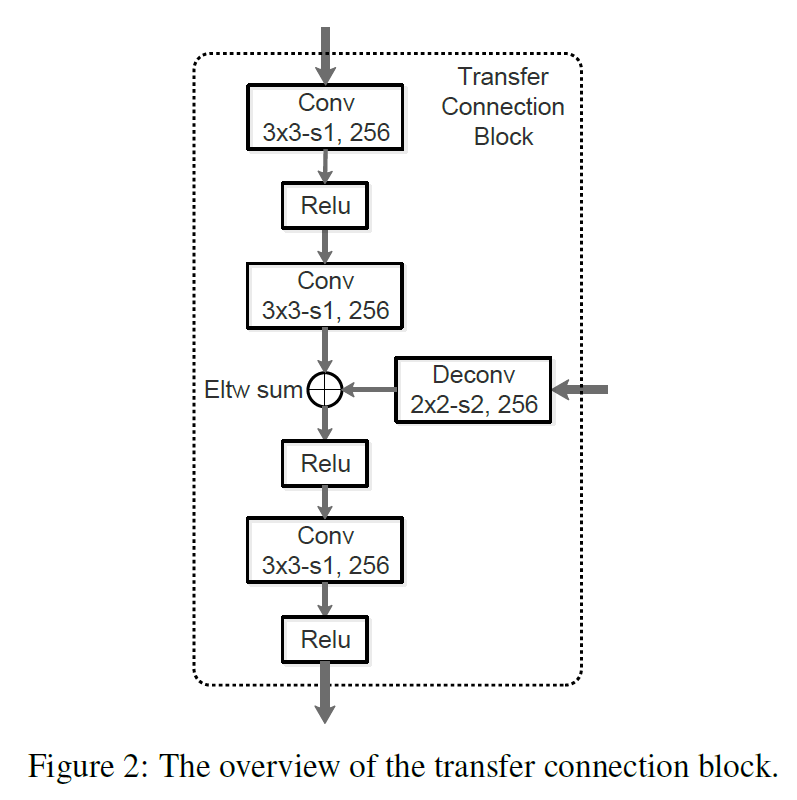 Transfer
Connection
Block
Conv
3x3-s1, 256
Relu
Conv
3x3-s1, 256
Eltw sum
Deconv
2x2-s2, 256
Relu
Conv
3x3-s1, 256
Relu
Figure 2: The overview of the transfer connection block.